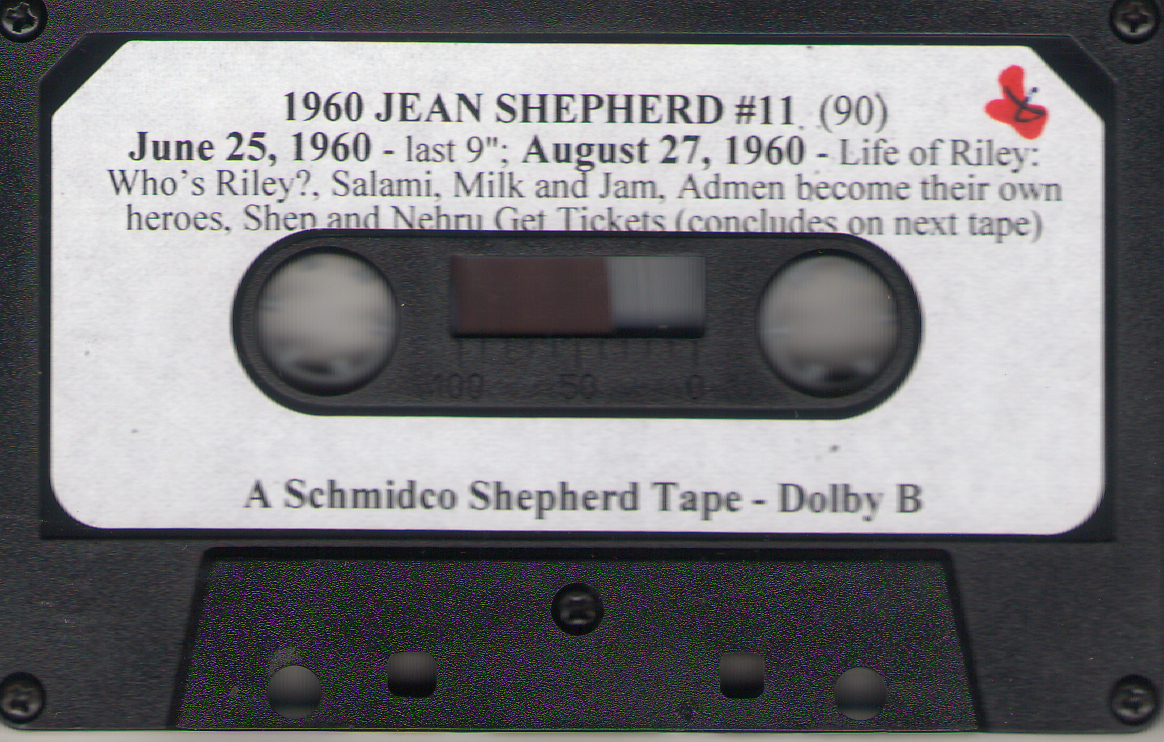 1960 JEAN SHEPHERD #11 (90)
June 25, 1960 - last 9"; August 27, 1960 - Life of Riley:
Who's Riley?, Salami, Milk and Jam, Admen become their own
heroes, Shep and Nehru Get Tickets (concludes on next tape)
100 50 0
A Schmidco Shepherd Tape - Dolby B